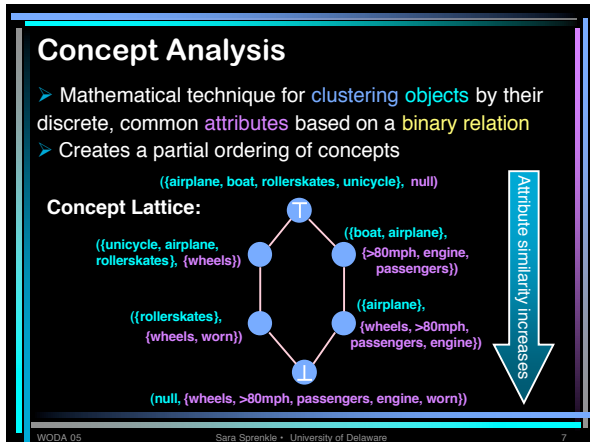 Concept Analysis
➢ Mathematical technique for clustering objects by their
discrete, common attributes based on a binary relation
➢ Creates a partial ordering of concepts
({airplane, boat, rollerskates, unicycle}, null)
Concept Lattice:
⊤
({unicycle, airplane,
rollerskates}, {wheels})
({boat, airplane},
{>80mph, engine,
passengers})
({rollerskates},
{wheels, worn})
({airplane},
{wheels, >80mph,
passengers, engine})
⊥
(null, {wheels, >80mph, passengers, engine, worn})
Attribute similarity increases
WODA 05
Sara Sprenkle • University of Delaware
7